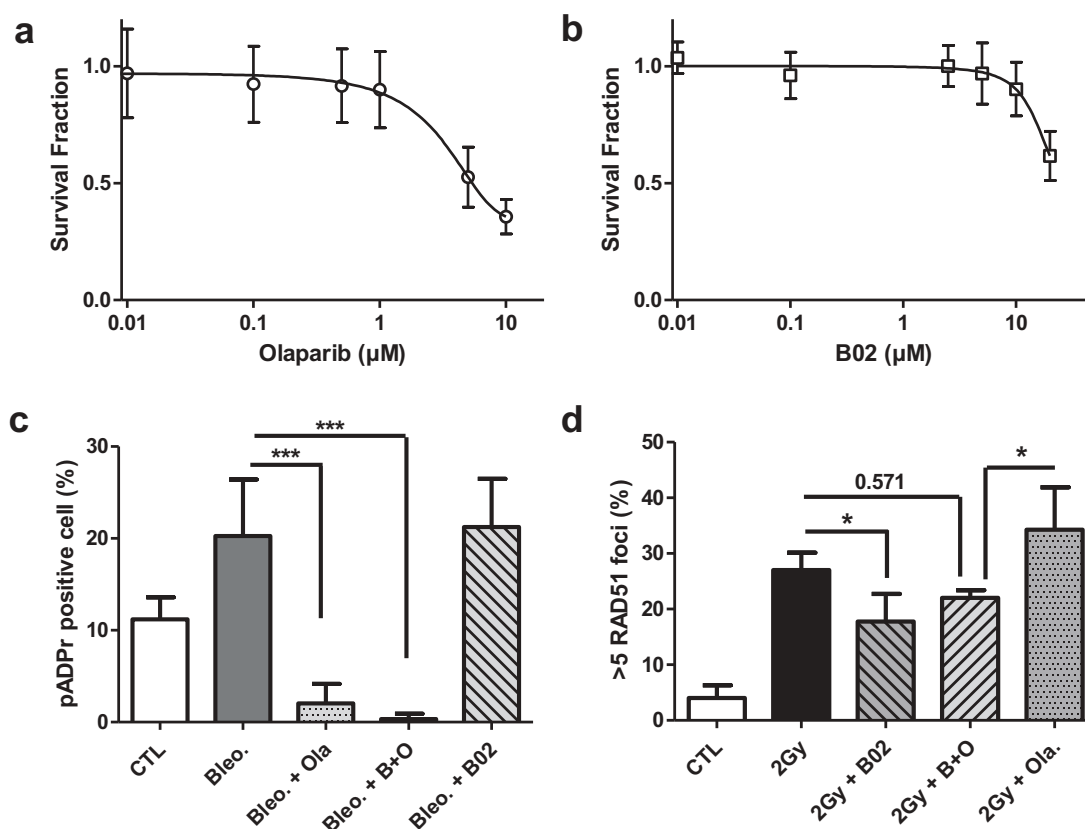 a
1.0
0.5
0.0
Survival Fraction
0.01
0.1
1
10
Olaparib (µM)
b
1.0
0.5
0.0
Survival Fraction
0.01
0.1
1
10
B02 (µM)
c
30
20
10
0
pADPr positive cell (%)
***
***
CTL
Bleo.
Bleo. + Ola
Bleo. + B+O
Bleo. + B02
d
50
40
30
20
10
0
>5 RAD51 foci (%)
*
0.571
*
CTL
2Gy
2Gy + B02
2Gy + B+O
2Gy + Ola.